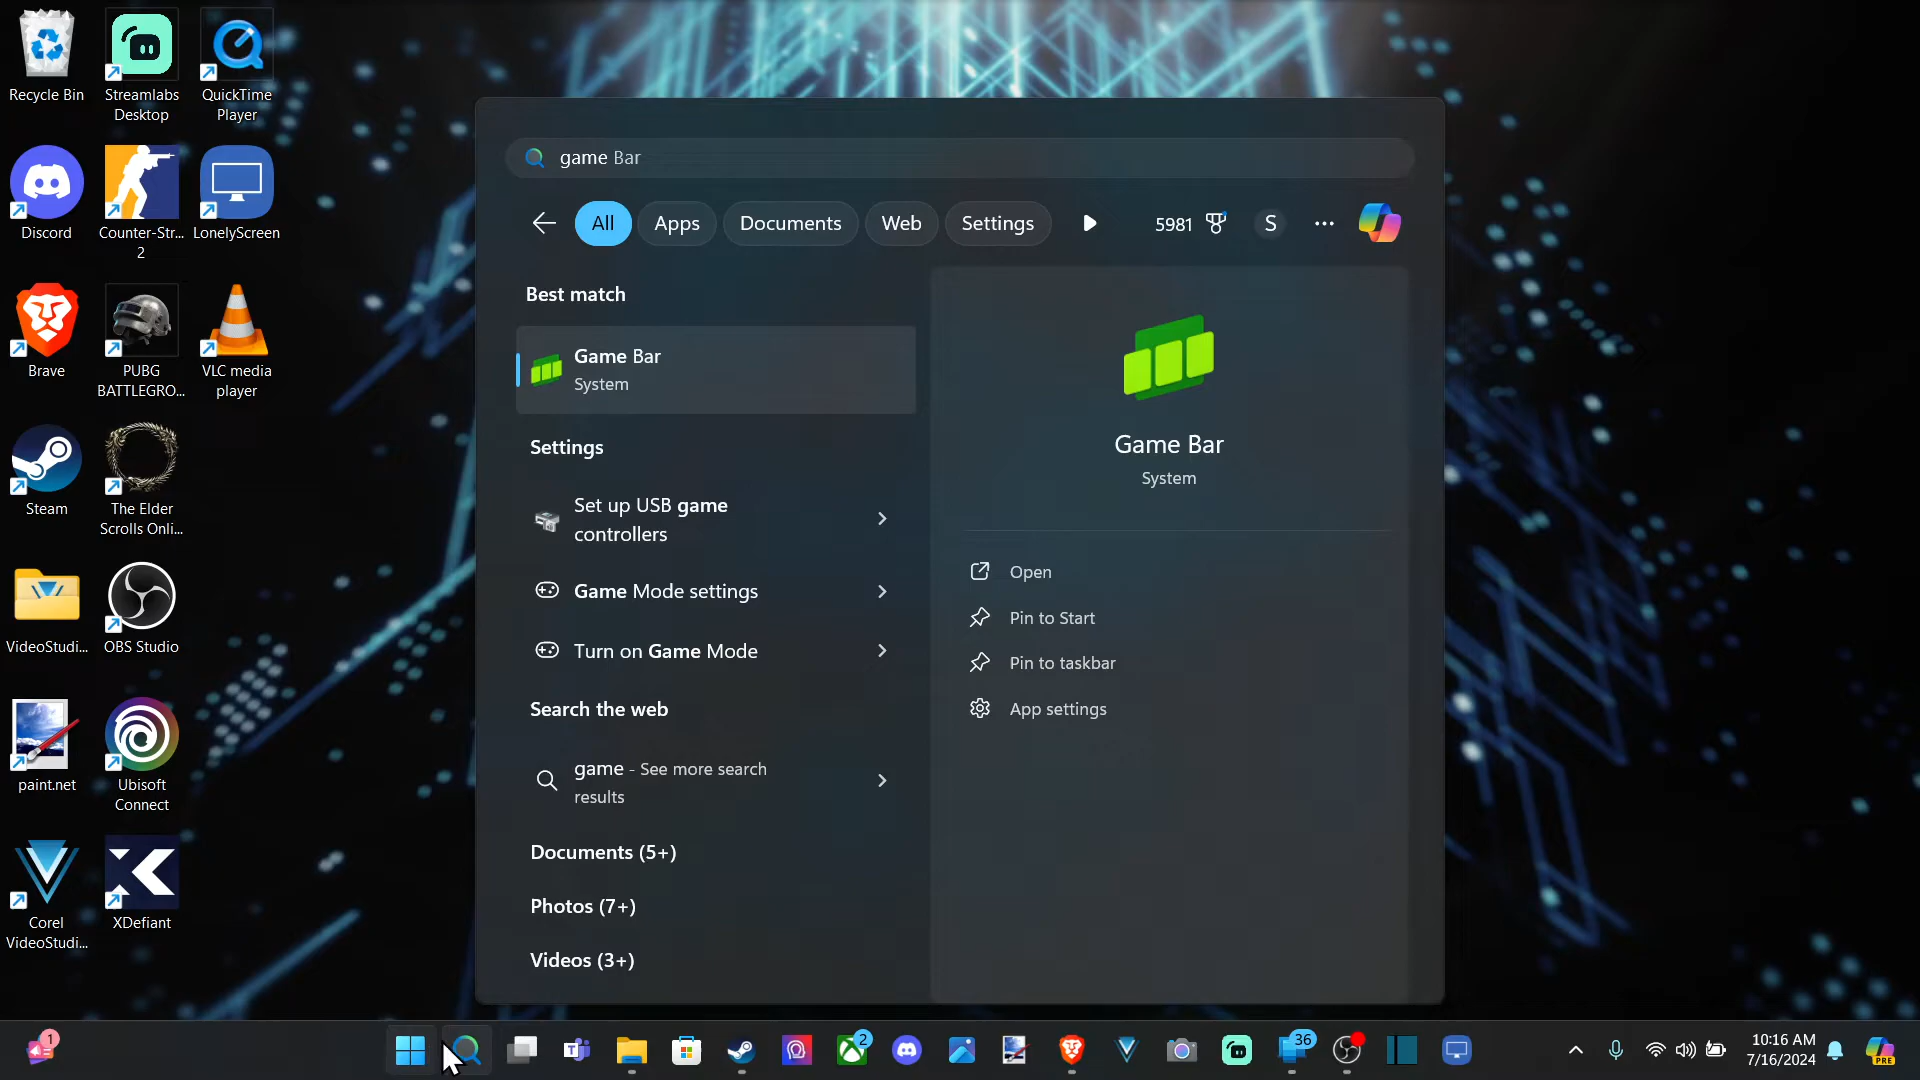 Recycle Bin
Streamlabs
Desktop
QuickTime
Player
Discord
Counter-Str...
2
LonelyScreen
Brave
PUBG
BATTLEGRO...
VLC media
player
Steam
The Elder
Scrolls Onli...
VideoStudi...
OBS Studio
paint.net
Ubisoft
Connect
Corel
VideoStudi...
XDefiant
game Bar
All
Apps
Documents
Web
Settings
5981
S
Best match
Game Bar
System
Settings
Set up USB game
controllers
Game Mode settings
Turn on Game Mode
Search the web
game - See more search
results
Documents (5+)
Photos (7+)
Videos (3+)
Game Bar
System
Open
Pin to Start
Pin to taskbar
App settings
1
2
36
10:16 AM
7/16/2024
PRE